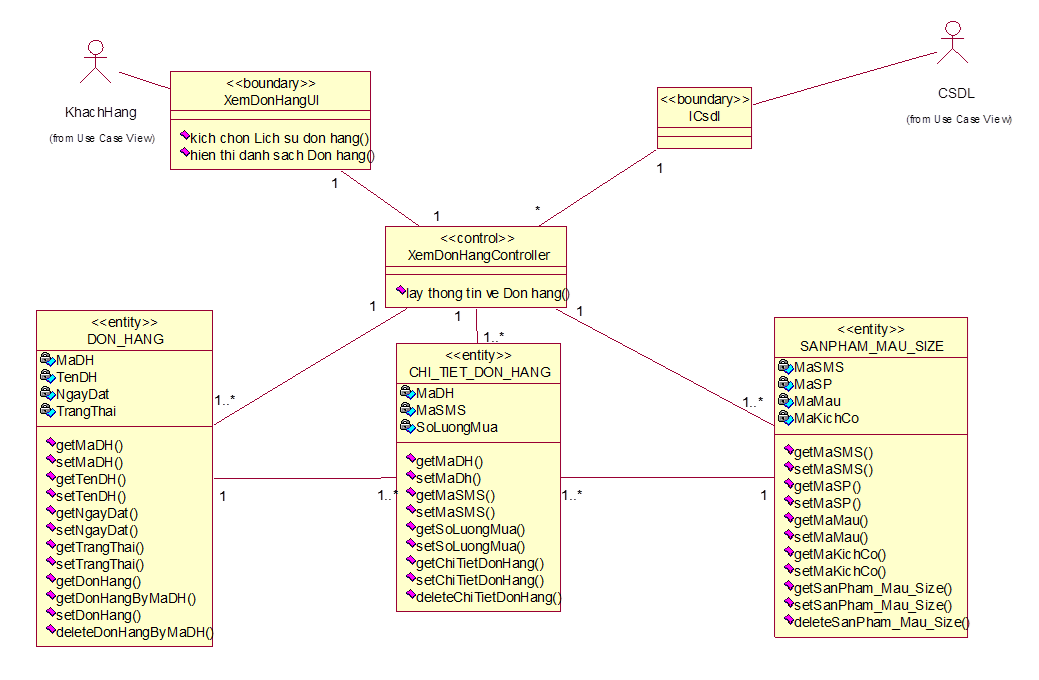 KhachHang
(from Use Case View)
<<boundary>>
XemDonHangUI
kich chon Lich su don hang()
hien thi danh sach Don hang()
<<boundary>>
ICsdl
CSDL
(from Use Case View)
1
1
1
*
<<control>>
XemDonHangController
lay thong tin ve Don hang()
1
1
1
1..*
1..*
1..*
<<entity>>
DON_HANG
MaDH
TenDH
NgayDat
TrangThai
getMaDH()
setMaDH()
getTenDH()
setTenDH()
getNgayDat()
setNgayDat()
getTrangThai()
setTrangThai()
getDonHang()
getDonHangByMaDH()
setDonHang()
deleteDonHangByMaDH()
1
1..*
<<entity>>
CHI_TIET_DON_HANG
MaDH
MaSMS
SoLuongMua
getMaDH()
setMaDh()
getMaSMS()
setMaSMS()
getSoLuongMua()
setSoLuongMua()
getChiTietDonHang()
setChiTietDonHang()
deleteChiTietDonHang()
1..*
1
<<entity>>
SANPHAM_MAU_SIZE
MaSMS
MaSP
MaMau
MaKichCo
getMaSMS()
setMaSMS()
getMaSP()
setMaSP()
getMaMau()
setMaMau()
getMaKichCo()
setMaKichCo()
getSanPham_Mau_Size()
setSanPham_Mau_Size()
deleteSanPham_Mau_Size()